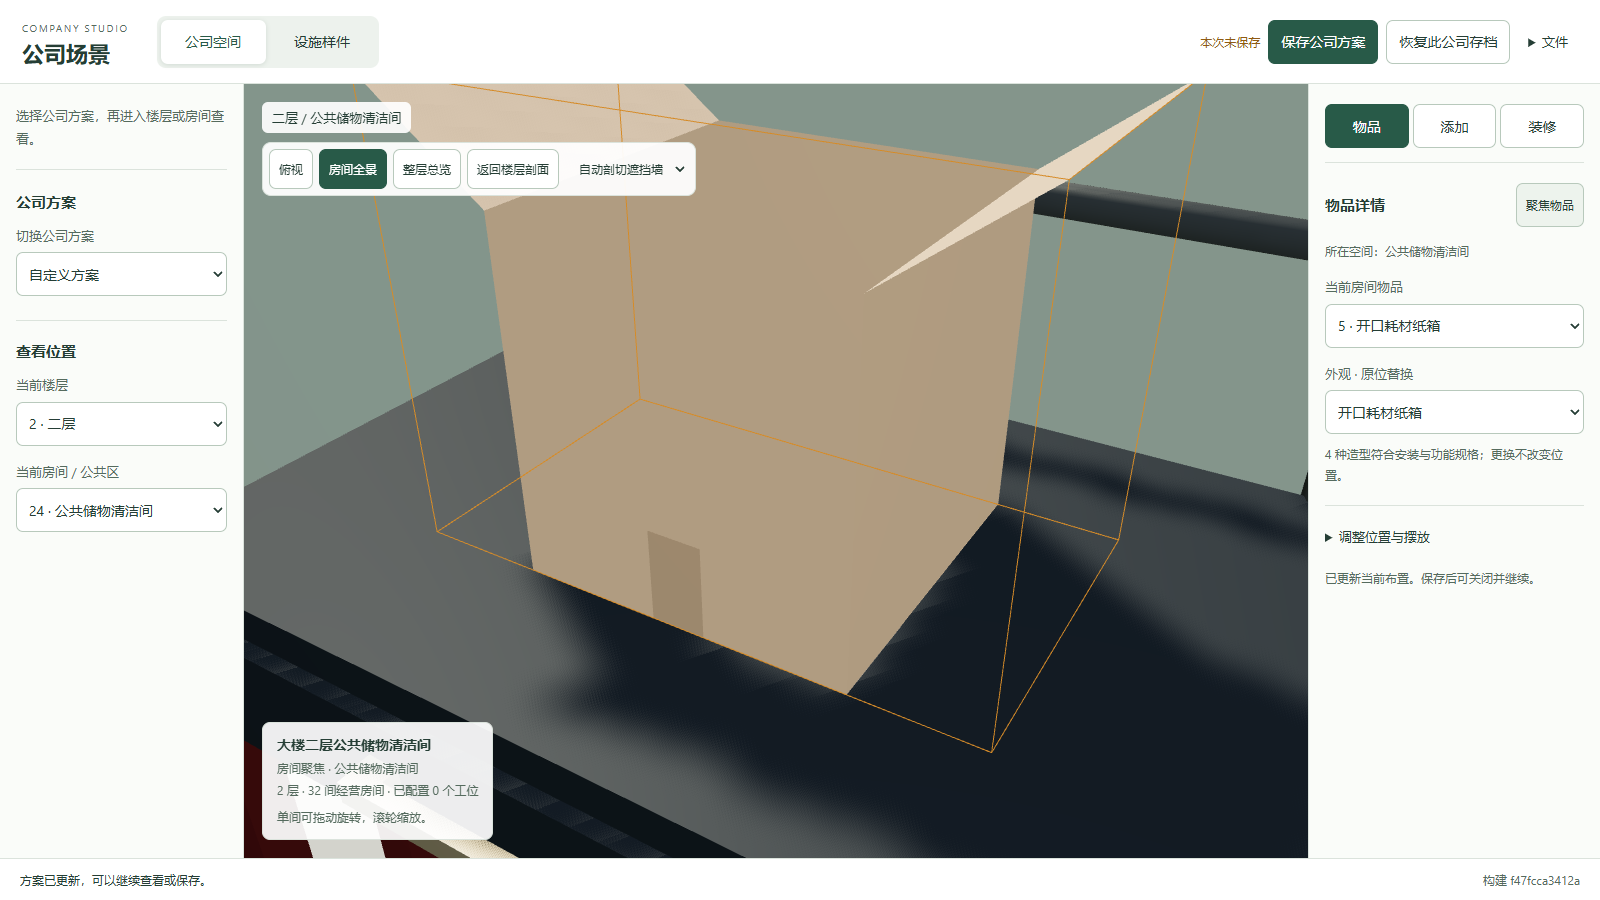 COMPANY STUDIO
公司场景
公司空间
设施样件
本次未保存
保存公司方案
恢复此公司存档
▶ 文件
选择公司方案，再进入楼层或房间查看。
公司方案
切换公司方案
自定义方案
查看位置
当前楼层
2 · 二层
当前房间 / 公共区
24 · 公共储物清洁间
二层 / 公共储物清洁间
俯视
房间全景
整层总览
返回楼层剖面
自动剖切遮挡墙
大楼二层公共储物清洁间
房间聚焦 · 公共储物清洁间
2 层 · 32 间经营房间 · 已配置 0 个工位
单间可拖动旋转，滚轮缩放。
物品
添加
装修
物品详情
聚焦物品
所在空间：公共储物清洁间
当前房间物品
5 · 开口耗材纸箱
外观 · 原位替换
开口耗材纸箱
4 种造型符合安装与功能规格；更换不改变位置。
▶ 调整位置与摆放
已更新当前布置。保存后可关闭并继续。
方案已更新，可以继续查看或保存。
构建 f47fcca3412a